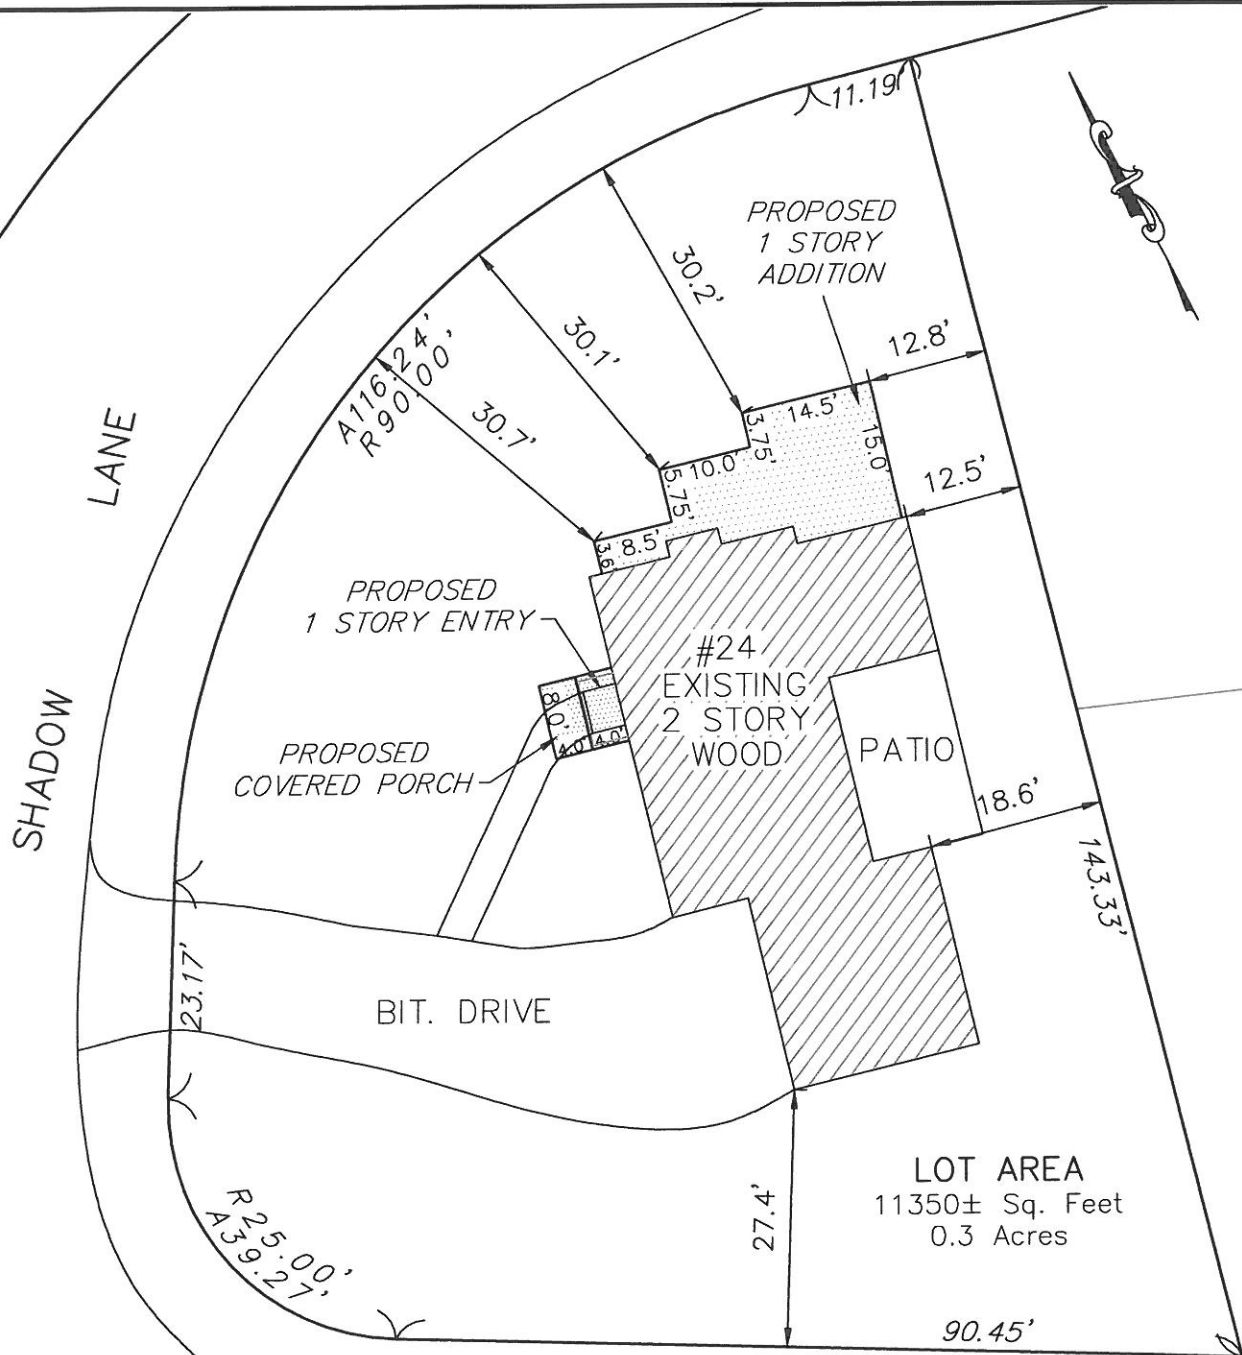 11.19'
PROPOSED
1 STORY
ADDITION
30.2'
30.1'
A116.24'
R90.00'
30.7'
12.8'
14.5'
3.75'
15.0'
10.0'
5.75'
12.5'
8.5'
3.6'
LANE
SHADOW
PROPOSED
1 STORY ENTRY
#24
EXISTING
2 STORY
WOOD
8.0'
4.0'
4.0'
PROPOSED
COVERED PORCH
PATIO
18.6'
143.33'
23.17'
BIT. DRIVE
LOT AREA
11350± Sq. Feet
0.3 Acres
27.4'
R25.00'
A39.27'
90.45'